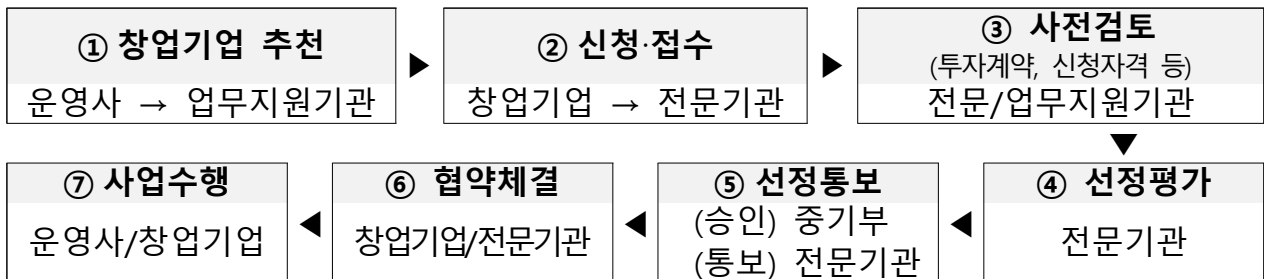 ① 창업기업 추천
운영사 → 업무지원기관
▶
② 신청·접수
창업기업 → 전문기관
▶
③ 사전검토
(투자계약, 신청자격 등)
전문/업무지원기관
▼
④ 선정평가
전문기관
◀
⑤ 선정통보
(승인) 중기부
(통보) 전문기관
◀
⑥ 협약체결
창업기업/전문기관
◀
⑦ 사업수행
운영사/창업기업